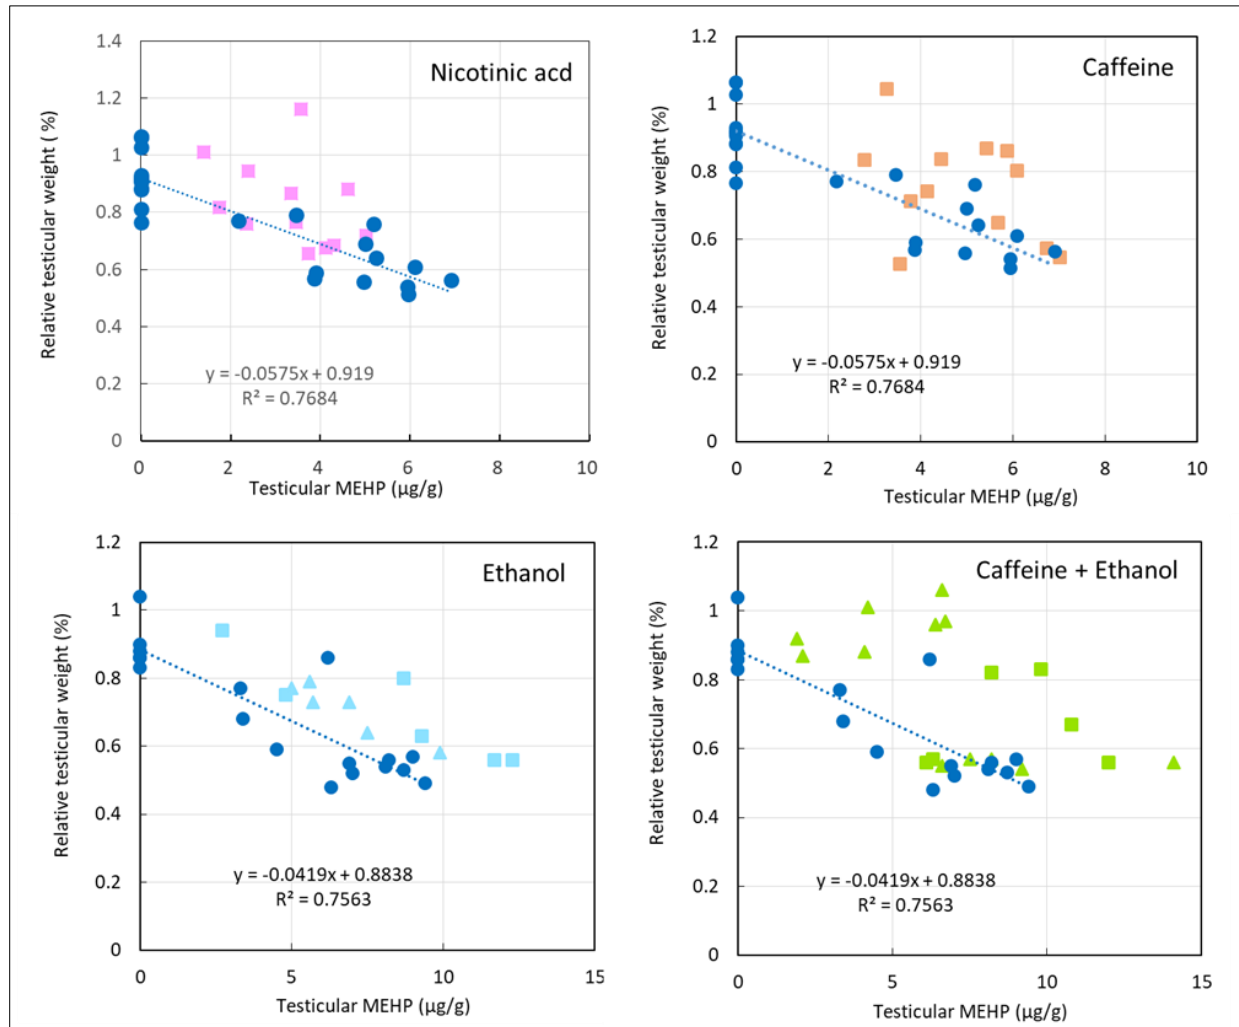 Nicotinic acd
Relative testicular weight ( %)
1.4
1.2
1
0.8
0.6
0.4
0.2
0
y = -0.0575x + 0.919
R² = 0.7684
0 2 4 6 8 10
Testicular MEHP (µg/g)
Caffeine
Relative testicular weight (%)
1.2
1
0.8
0.6
0.4
0.2
0
y = -0.0575x + 0.919
R² = 0.7684
0 2 4 6 8 10
Testicular MEHP (µg/g)
Ethanol
Relative testicular weight (%)
1.2
1
0.8
0.6
0.4
0.2
0
y = -0.0419x + 0.8838
R² = 0.7563
0 5 10 15
Testicular MEHP (µg/g)
Caffeine + Ethanol
Relative testicular weight (%)
1.2
1
0.8
0.6
0.4
0.2
0
y = -0.0419x + 0.8838
R² = 0.7563
0 5 10 15
Testicular MEHP (µg/g)